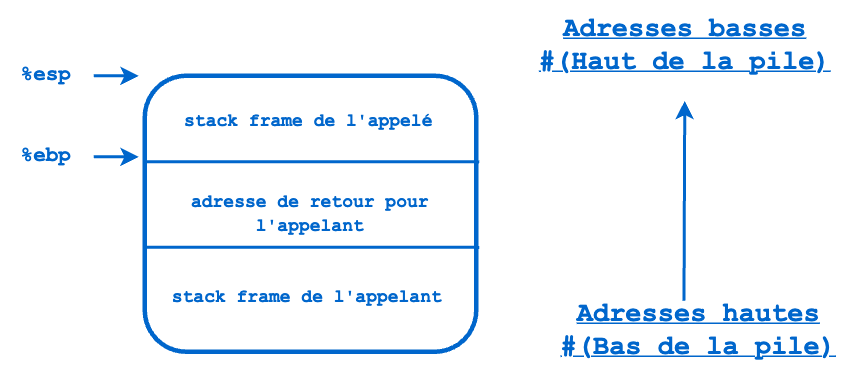 Adresses basses
#(Haut de la pile)
%esp
stack frame de l'appelé
%ebp
adresse de retour pour
l'appelant
stack frame de l'appelant
Adresses hautes
#(Bas de la pile)